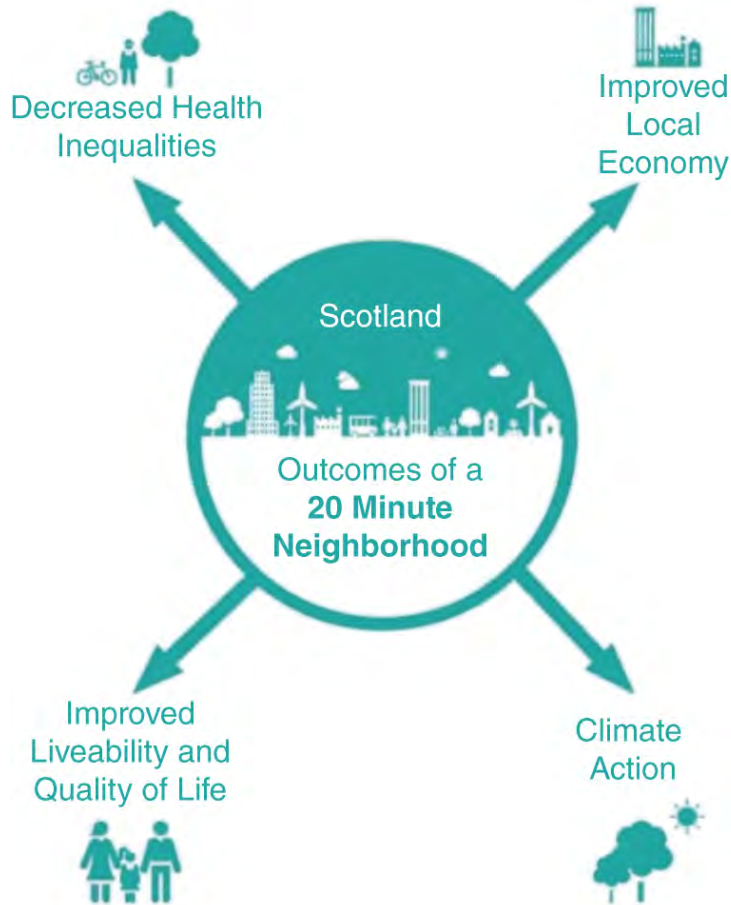 Decreased Health
Inequalities
Improved
Local
Economy
Scotland
Outcomes of a
20 Minute
Neighborhood
Improved
Liveability and
Quality of Life
Climate
Action